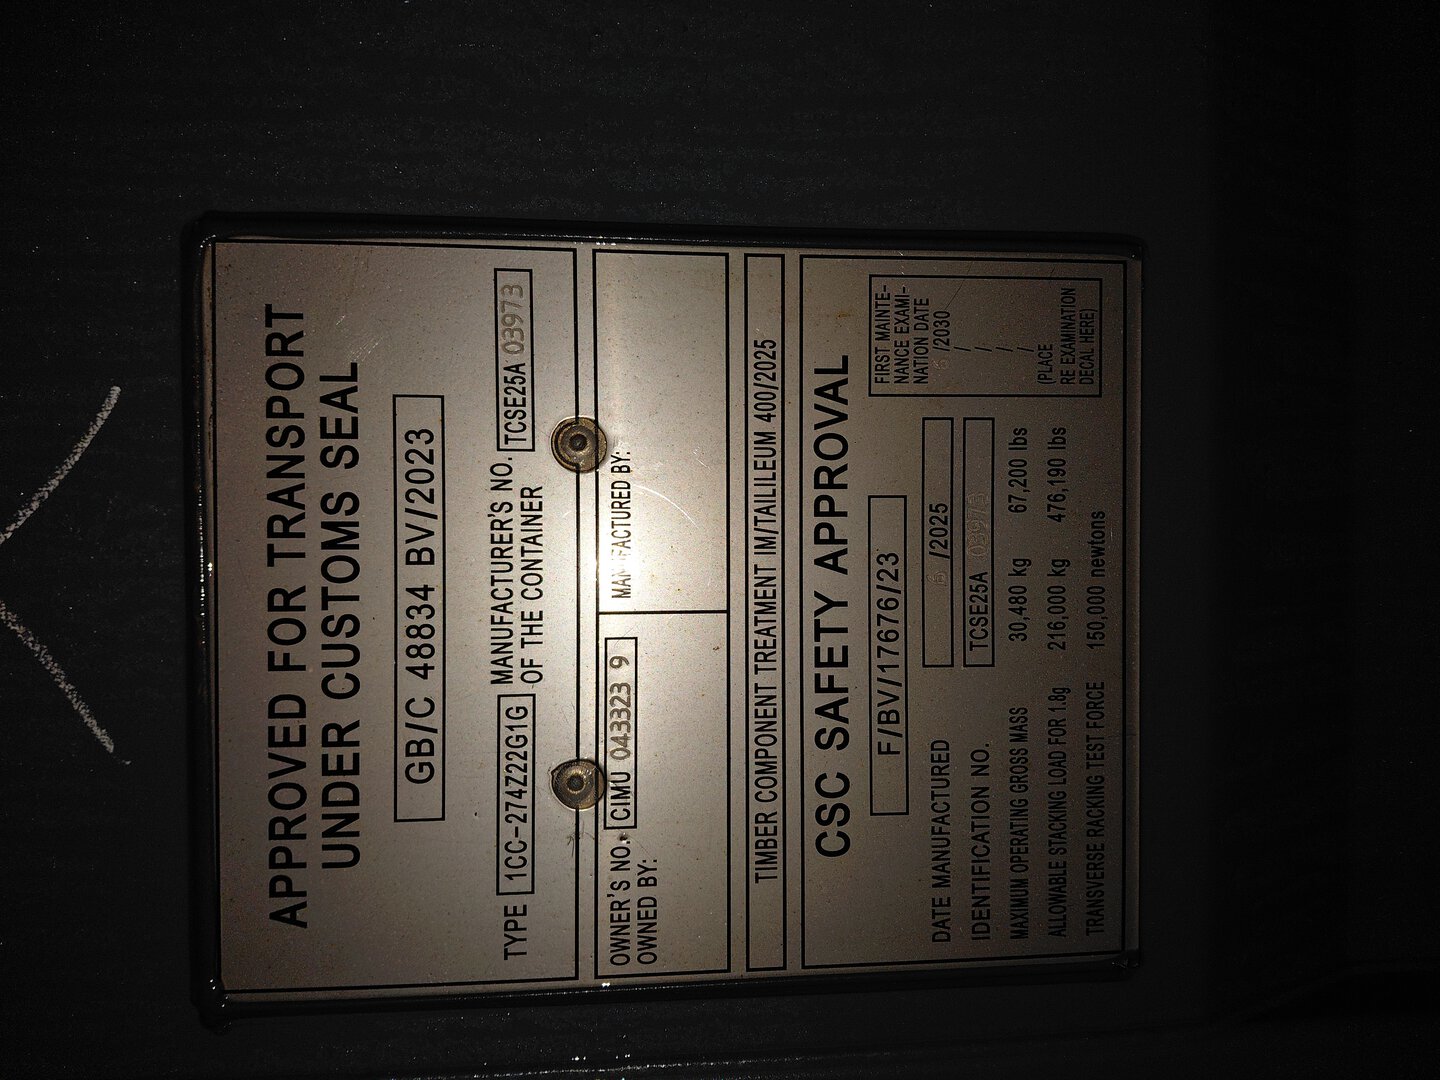 APPROVED FOR TRANSPORT
UNDER CUSTOMS SEAL
GB/C 48834 BV/2023
TYPE 1CC-274Z22G1G MANUFACTURER'S NO. TCSE25A 03973
OF THE CONTAINER
OWNER'S NO. CIMU 043323 9
OWNED BY:
MANUFACTURED BY:
TIMBER COMPONENT TREATMENT IM/TAILILEUM 400/2025
CSC SAFETY APPROVAL
F/BV/17676/23
DATE MANUFACTURED /2025
IDENTIFICATION NO. TCSE25A 03973
MAXIMUM OPERATING GROSS MASS 30,480 kg 67,200 lbs
ALLOWABLE STACKING LOAD FOR 1.8g 216,000 kg 476,190 lbs
TRANSVERSE RACKING TEST FORCE 150,000 newtons
FIRST MAINTE-
NANCE EXAMI-
NATION DATE
/2030
/
/
/
/
(PLACE
RE EXAMINATION
DECAL HERE)